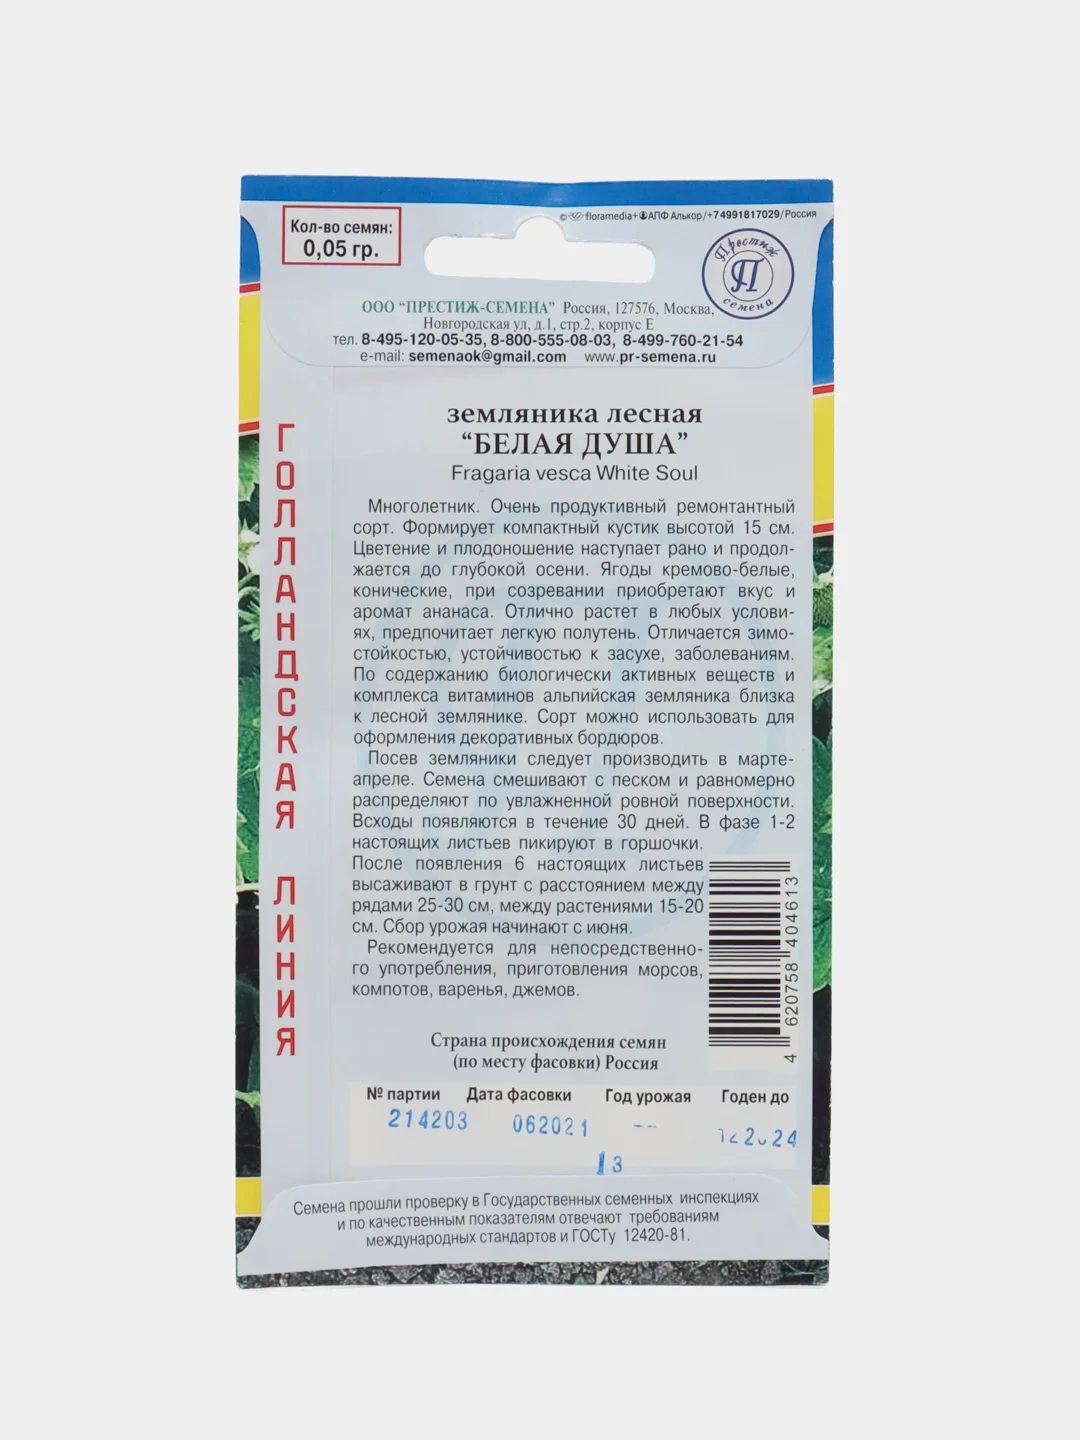 Кол-во семян:
0,05 гр.
© floramedia+ АПФ Алькор/+74991817029/Россия
Престиж
П
семена
ООО “ПРЕСТИЖ-СЕМЕНА” Россия, 127576, Москва,
Новгородская ул, д.1, стр.2, корпус Е
тел. 8-495-120-05-35, 8-800-555-08-03, 8-499-760-21-54
e-mail: semenaok@gmail.com www.pr-semena.ru
ГОЛЛАНДСКАЯ ЛИНИЯ
земляника лесная
“БЕЛАЯ ДУША”
Fragaria vesca White Soul
Многолетник. Очень продуктивный ремонтантный
сорт. Формирует компактный кустик высотой 15 см.
Цветение и плодоношение наступает рано и продол-
жается до глубокой осени. Ягоды кремово-белые,
конические, при созревании приобретают вкус и
аромат ананаса. Отлично растет в любых услови-
ях, предпочитает легкую полутень. Отличается зимо-
стойкостью, устойчивостью к засухе, заболеваниям.
По содержанию биологически активных веществ и
комплекса витаминов альпийская земляника близка
к лесной землянике. Сорт можно использовать для
оформления декоративных бордюров.
Посев земляники следует производить в марте-
апреле. Семена смешивают с песком и равномерно
распределяют по увлажненной ровной поверхности.
Всходы появляются в течение 30 дней. В фазе 1-2
настоящих листьев пикируют в горшочки.
После появления 6 настоящих листьев
высаживают в грунт с расстоянием между
рядами 25-30 см, между растениями 15-20
см. Сбор урожая начинают с июня.
Рекомендуется для непосредственно-
го употребления, приготовления морсов,
компотов, варенья, джемов.
4 620758 404613
Страна происхождения семян
(по месту фасовки) Россия
№ партии Дата фасовки Год урожая Годен до
214203 062021 -- 122024
13
Семена прошли проверку в Государственных семенных инспекциях
и по качественным показателям отвечают требованиям
международных стандартов и ГОСТу 12420-81.